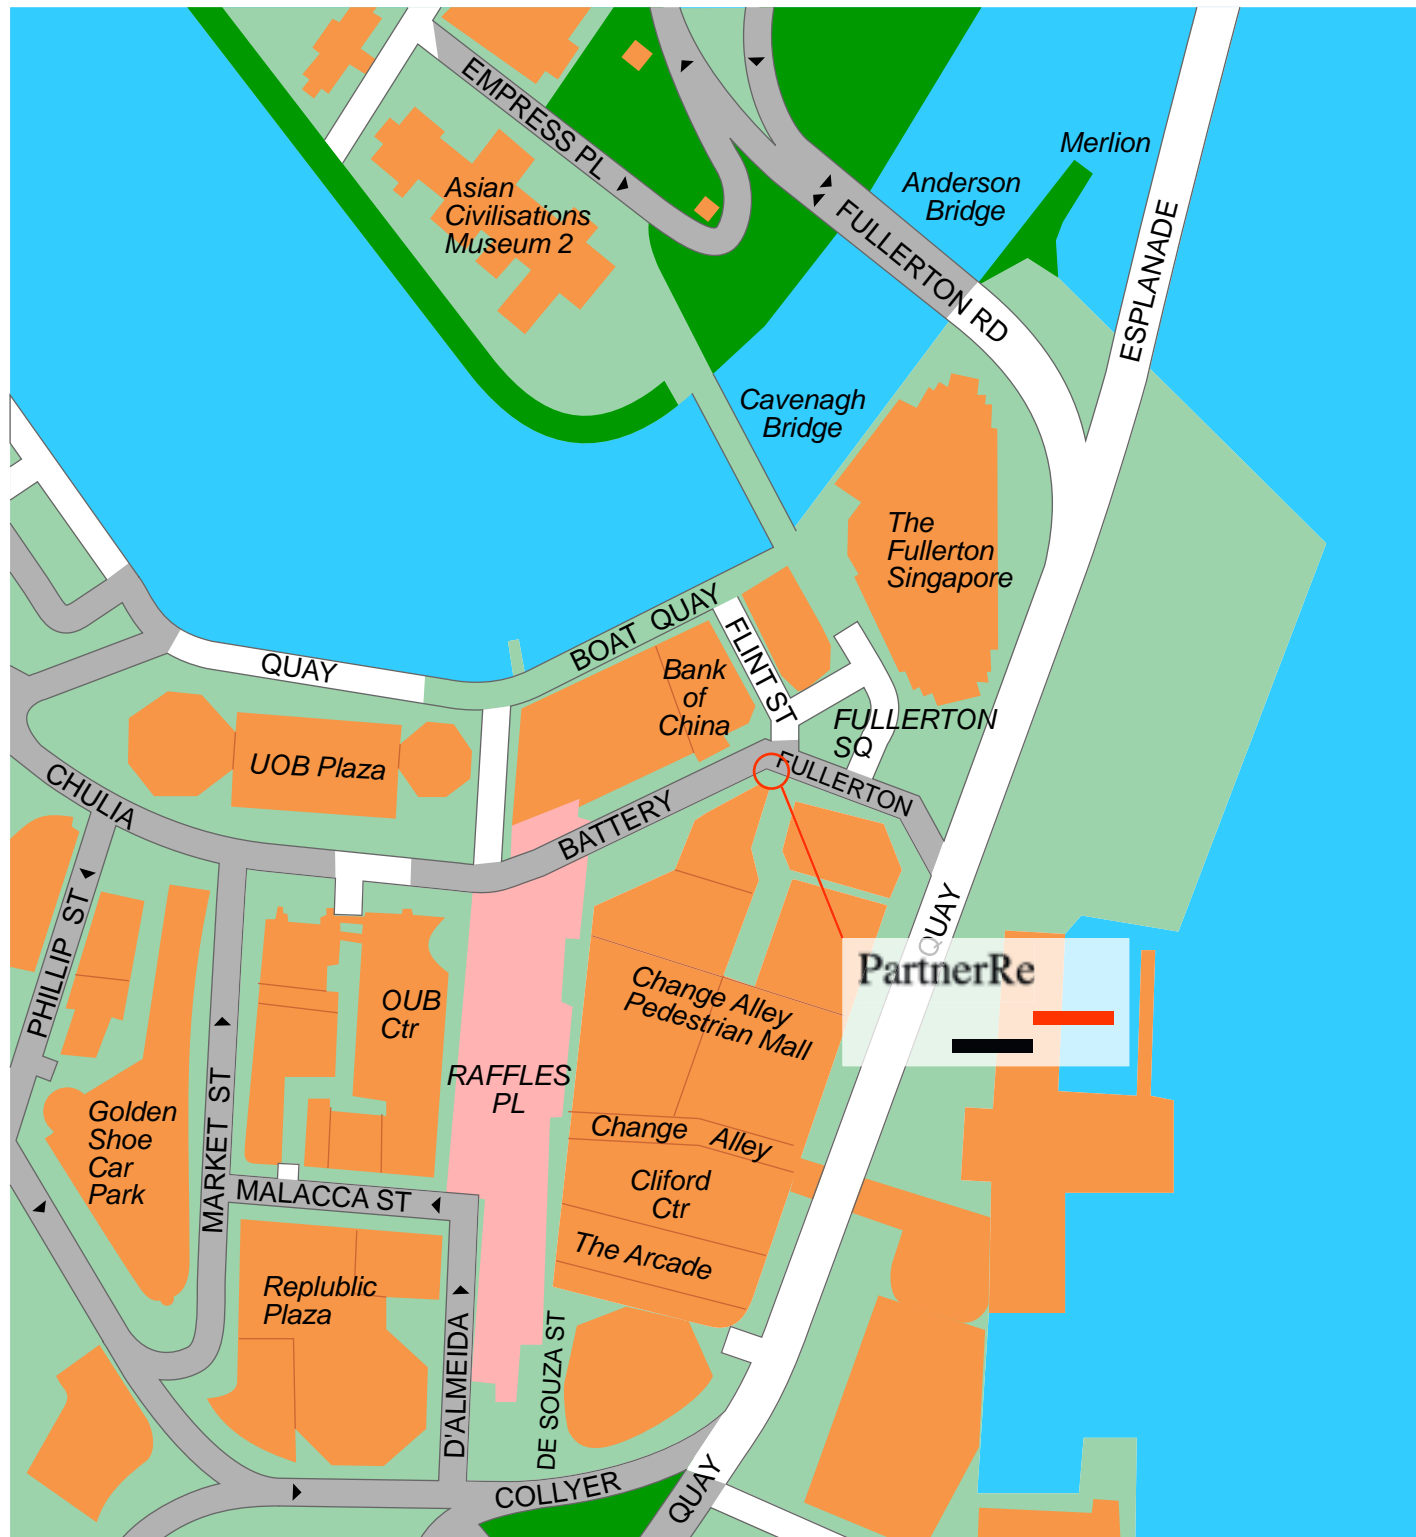 EMPRESS PL
Merlion
Anderson
Bridge
Asian
Civilisations
Museum 2
FULLERTON RD
ESPLANADE
Cavenagh
Bridge
The
Fullerton
Singapore
BOAT QUAY
FLINT ST
QUAY
Bank
of
China
FULLERTON
SQ
UOB Plaza
FULLERTON
CHULIA
BATTERY
PHILLIP ST
QUAY
PartnerRe
Change Alley
Pedestrian Mall
OUB
Ctr
RAFFLES
PL
Golden
Shoe
Car
Park
MARKET ST
Change Alley
Cliford
Ctr
MALACCA ST
The Arcade
Replublic
Plaza
D'ALMEIDA
DE SOUZA ST
COLLYER
QUAY